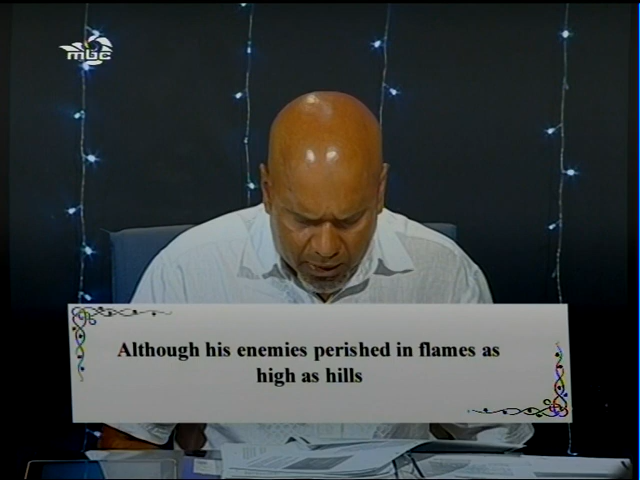 mbc
Although his enemies perished in flames as
high as hills